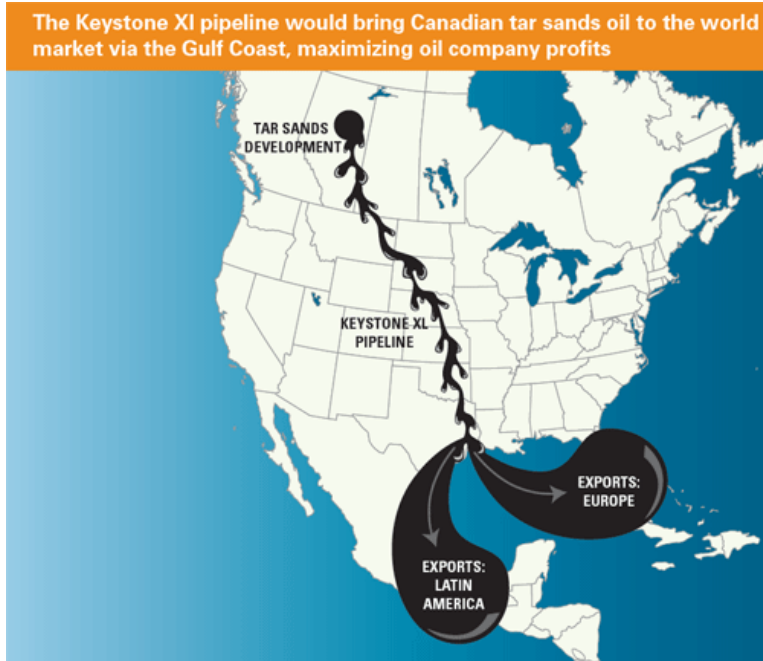 The Keystone Xl pipeline would bring Canadian tar sands oil to the world
market via the Gulf Coast, maximizing oil company profits
TAR SANDS
DEVELOPMENT
KEYSTONE XL
PIPELINE
EXPORTS:
EUROPE
EXPORTS:
LATIN
AMERICA